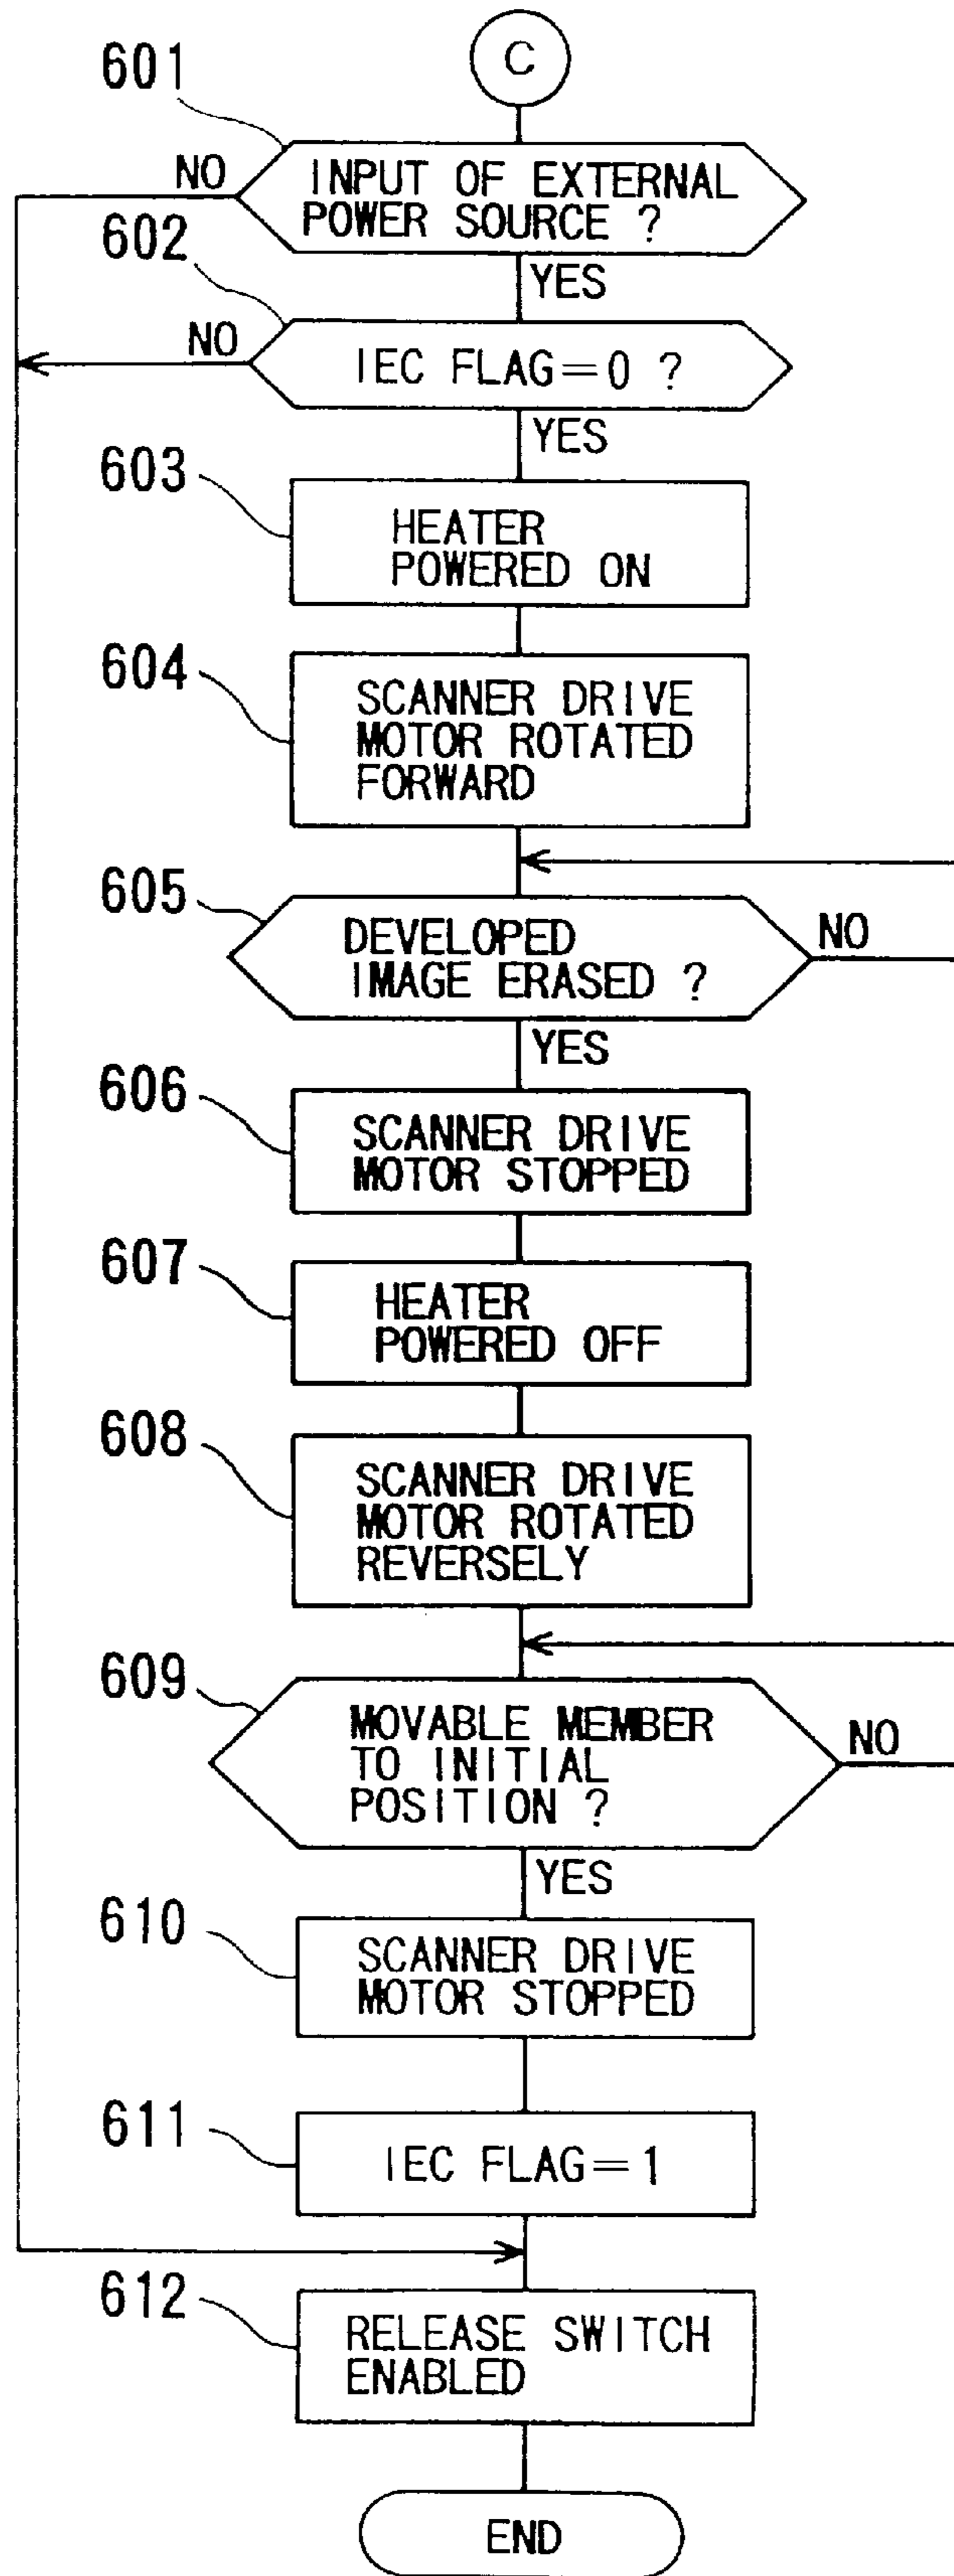 C
601
NO
INPUT OF EXTERNAL
POWER SOURCE ?
602
YES
NO
IEC FLAG=0 ?
YES
603
HEATER
POWERED ON
604
SCANNER DRIVE
MOTOR ROTATED
FORWARD
605
DEVELOPED
IMAGE ERASED ?
NO
YES
606
SCANNER DRIVE
MOTOR STOPPED
607
HEATER
POWERED OFF
608
SCANNER DRIVE
MOTOR ROTATED
REVERSELY
609
MOVABLE MEMBER
TO INITIAL
POSITION ?
NO
YES
610
SCANNER DRIVE
MOTOR STOPPED
611
IEC FLAG=1
612
RELEASE SWITCH
ENABLED
END